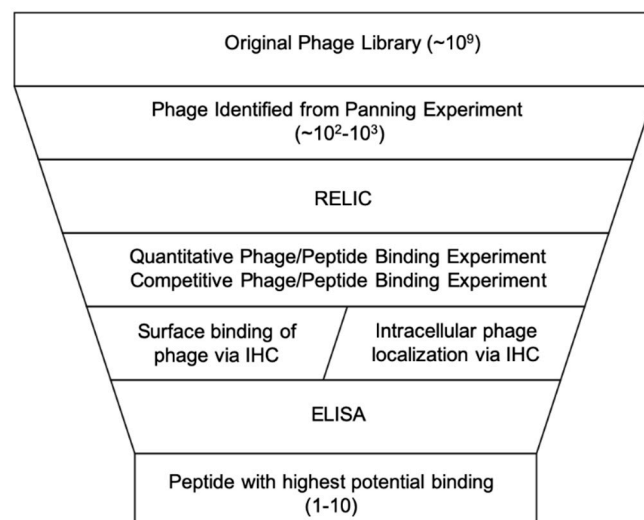 Original Phage Library (~10⁹)
Phage Identified from Panning Experiment
(~10²-10³)
RELIC
Quantitative Phage/Peptide Binding Experiment
Competitive Phage/Peptide Binding Experiment
Surface binding of
phage via IHC
Intracellular phage
localization via IHC
ELISA
Peptide with highest potential binding
(1-10)